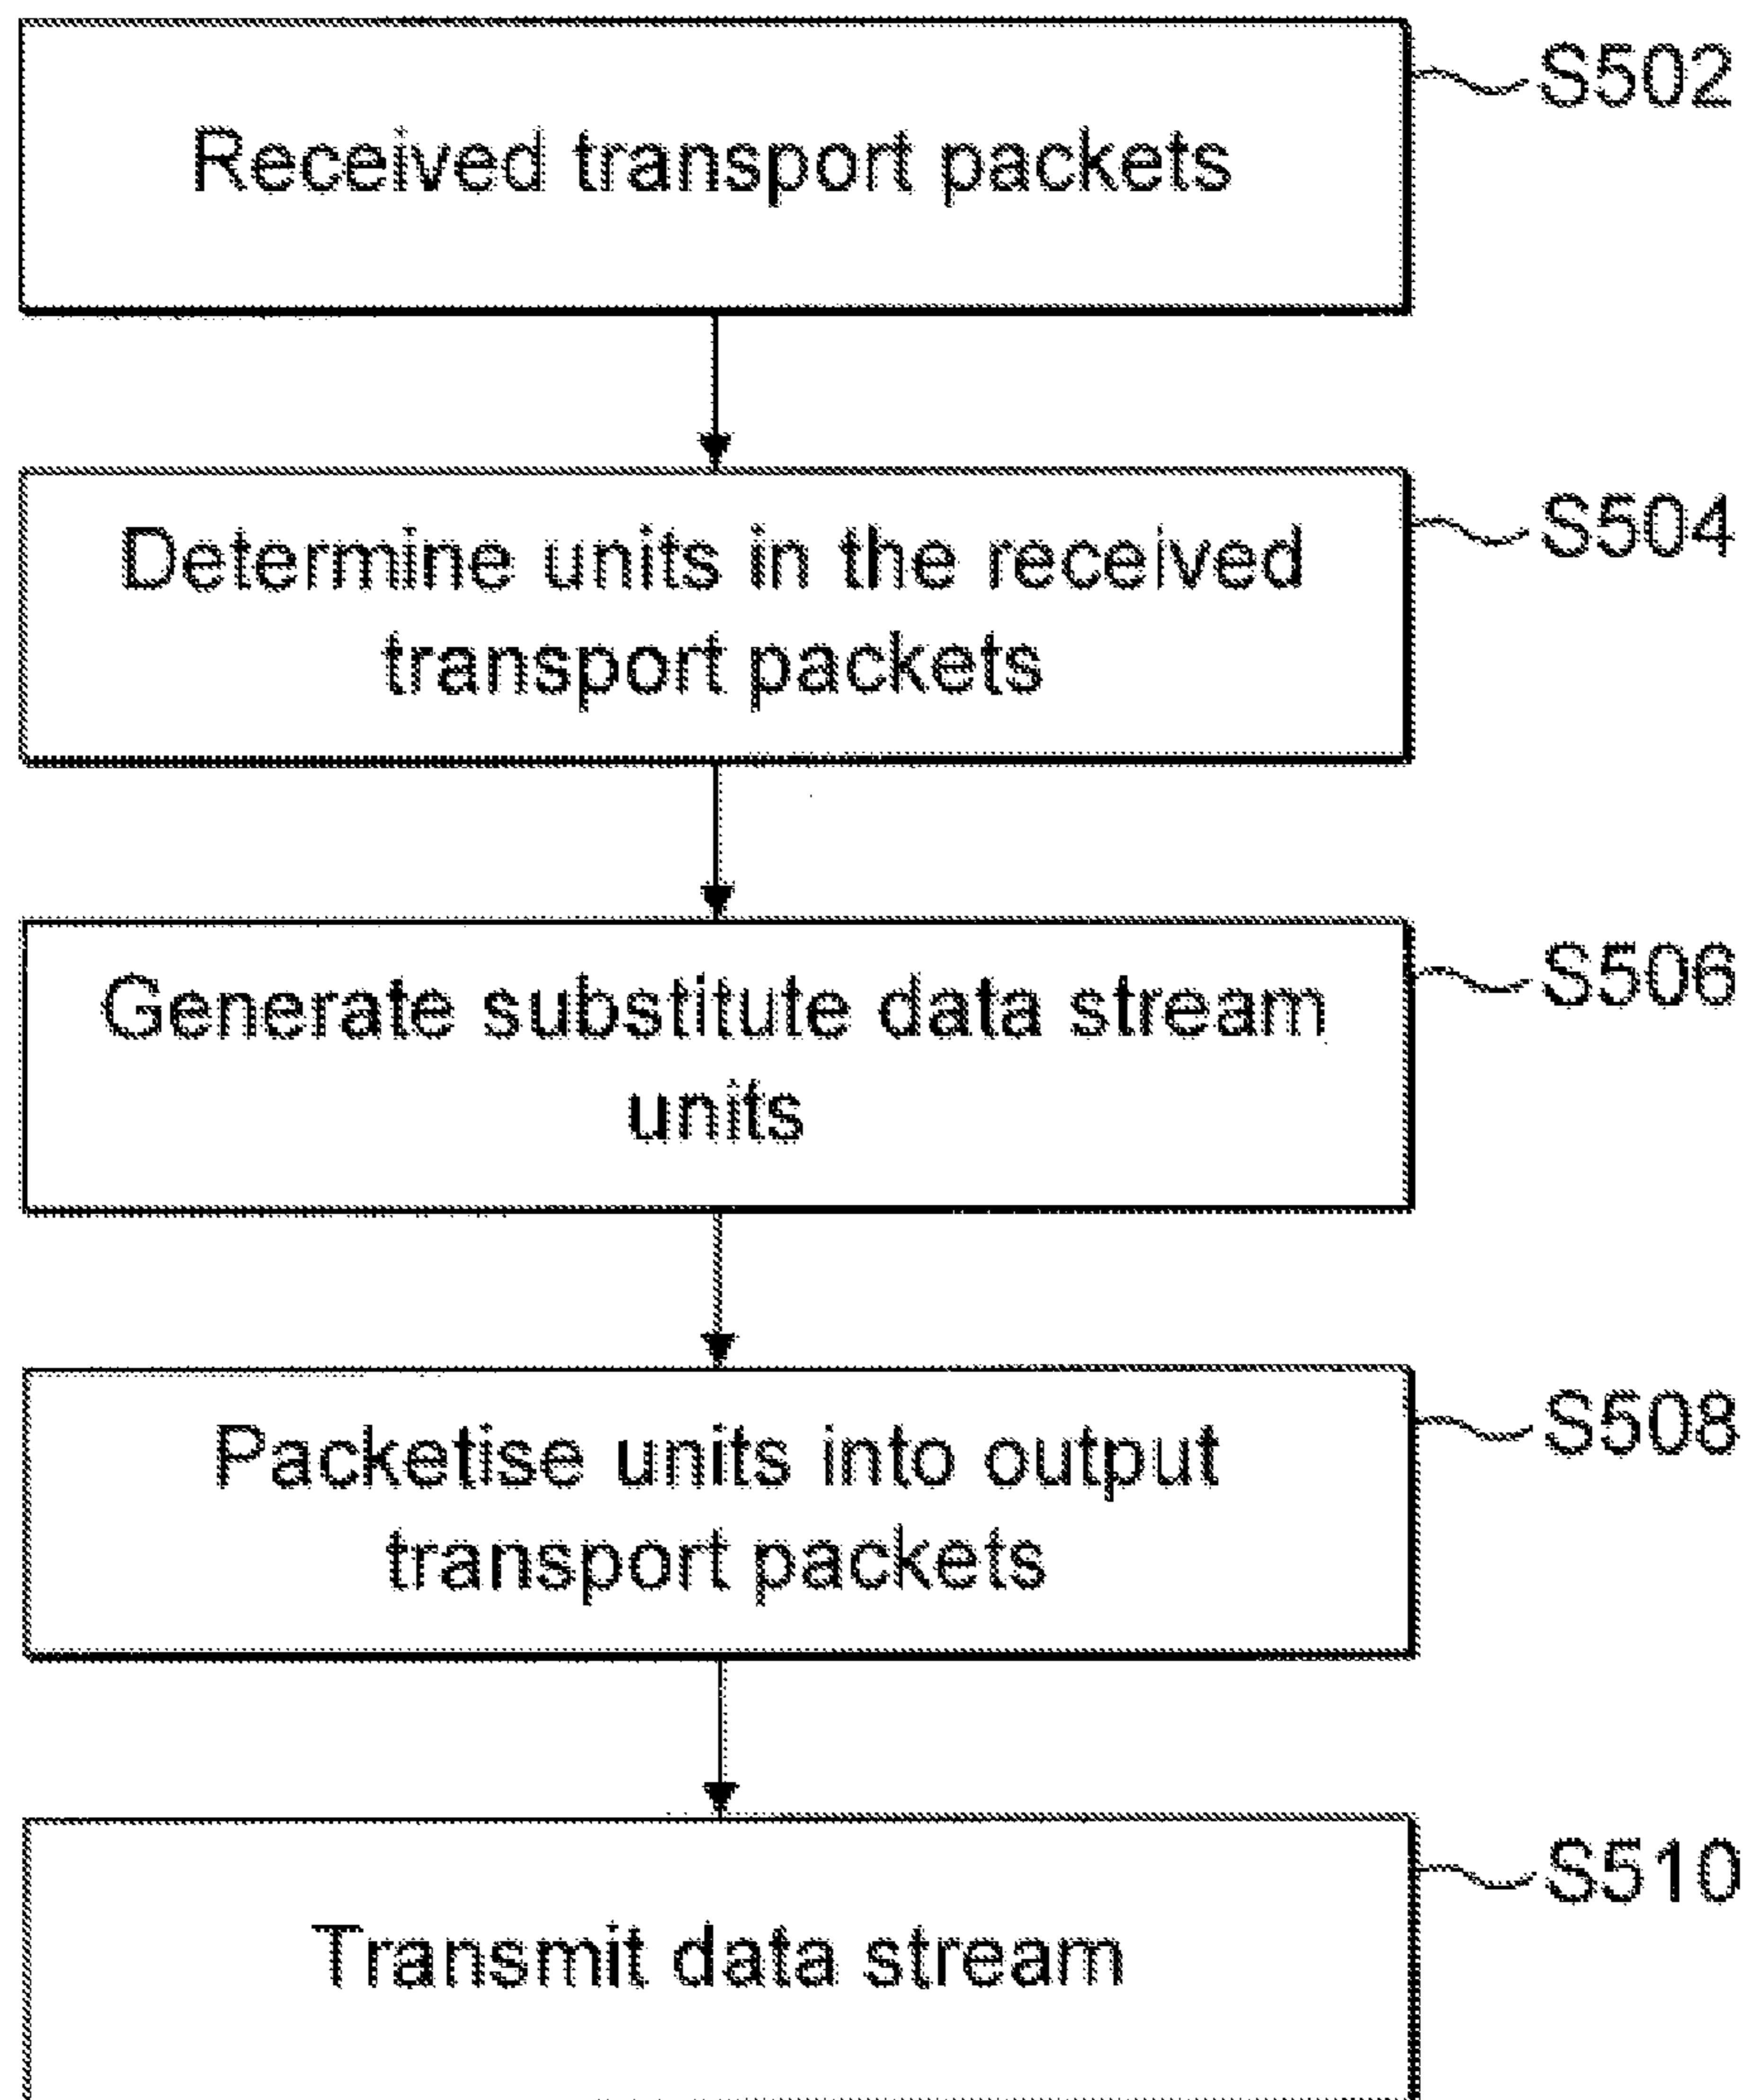 Received transport packets
S502
Determine units in the received
transport packets
S504
Generate substitute data stream
units
S506
Packetise units into output
transport packets
S508
Transmit data stream
S510